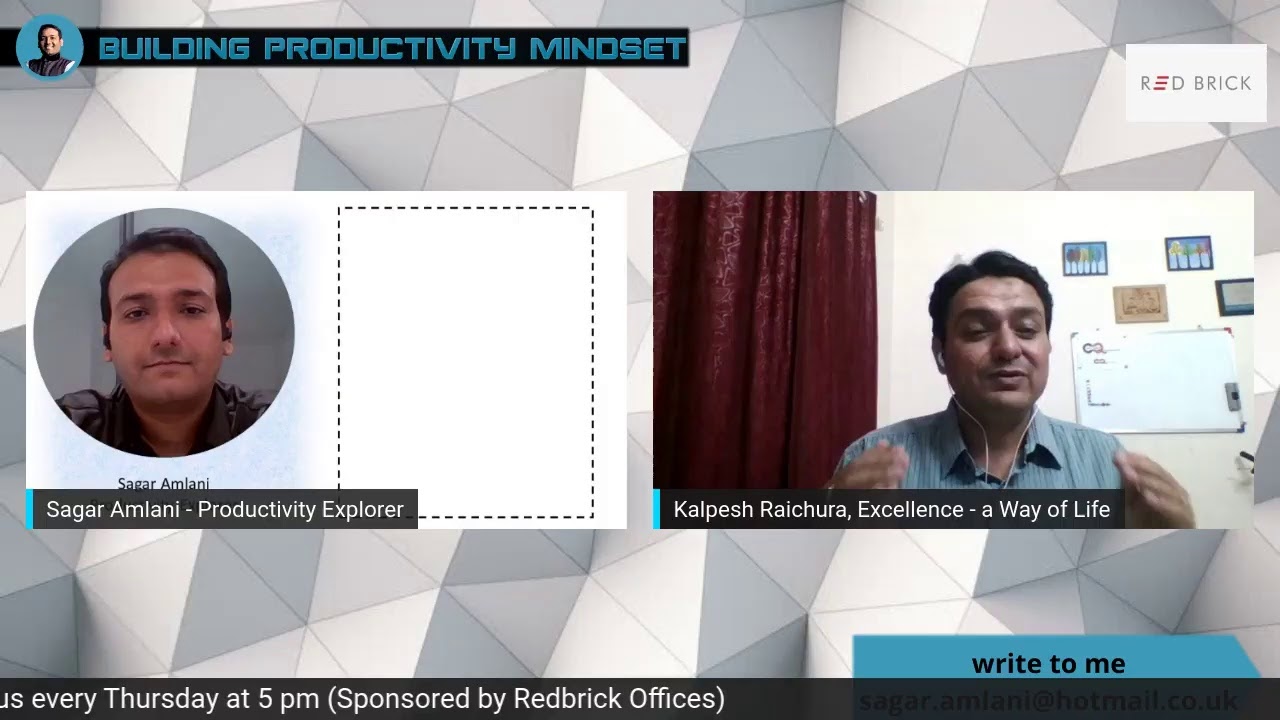 BUILDING PRODUCTIVITY MINDSET
RED BRICK
Sagar Amlani
Sagar Amlani - Productivity Explorer
Kalpesh Raichura, Excellence - a Way of Life
write to me
sagar.amlani@hotmail.co.uk
us every Thursday at 5 pm (Sponsored by Redbrick Offices)